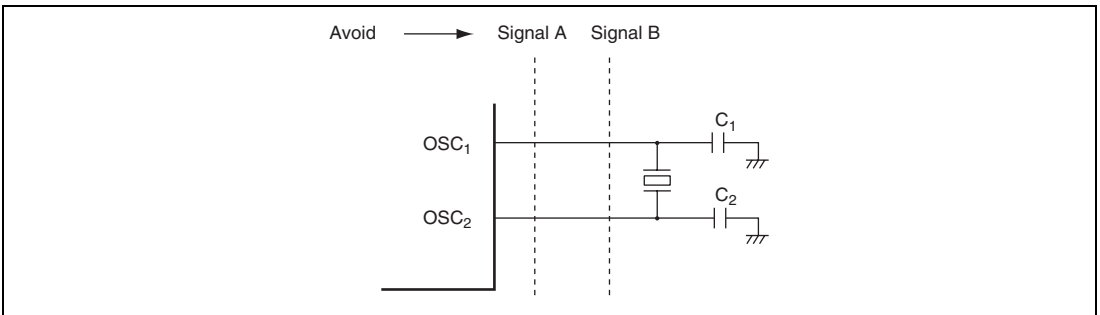 Avoid Signal A Signal B
C₁
OSC₁
C₂
OSC₂